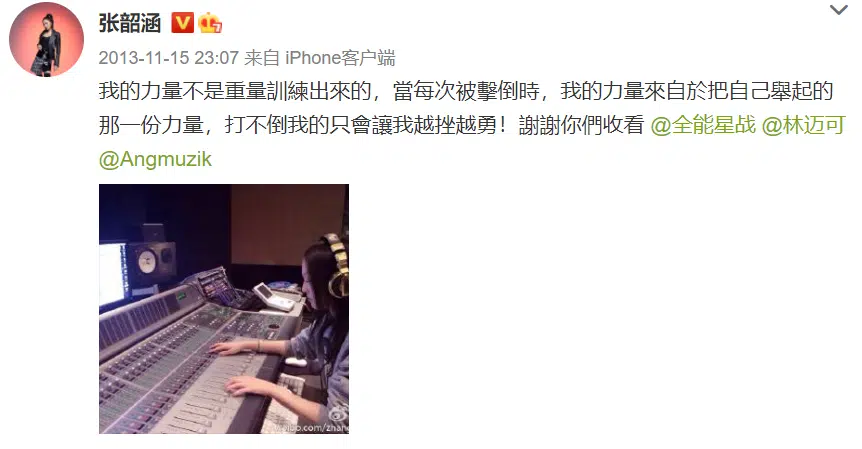 张韶涵
2013-11-15 23:07 来自 iPhone客户端
我的力量不是重量訓練出來的，當每次被擊倒時，我的力量來自於把自己舉起的
那一份力量，打不倒我的只會讓我越挫越勇！謝謝你們收看 @全能星战 @林迈可
@Angmuzik